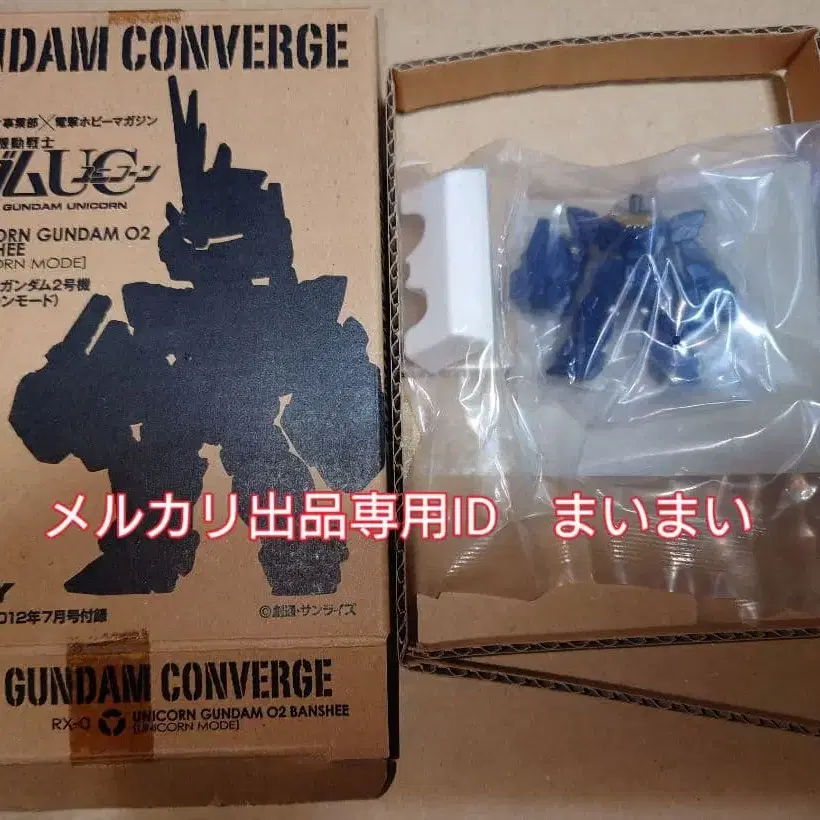 NDAM CONVERGE
事業部×電撃ホビーマガジン
機動戦士
ダムUC
ユニコーン
GUNDAM UNICORN
ORN GUNDAM 02
SHEE
ORN MODE]
ガンダム2号機
ンモード)
メルカリ出品専用ID まいまい
Y
012年7月号付録
©創通・サンライズ
GUNDAM CONVERGE
RX-0 UNICORN GUNDAM 02 BANSHEE
[UNICORN MODE]